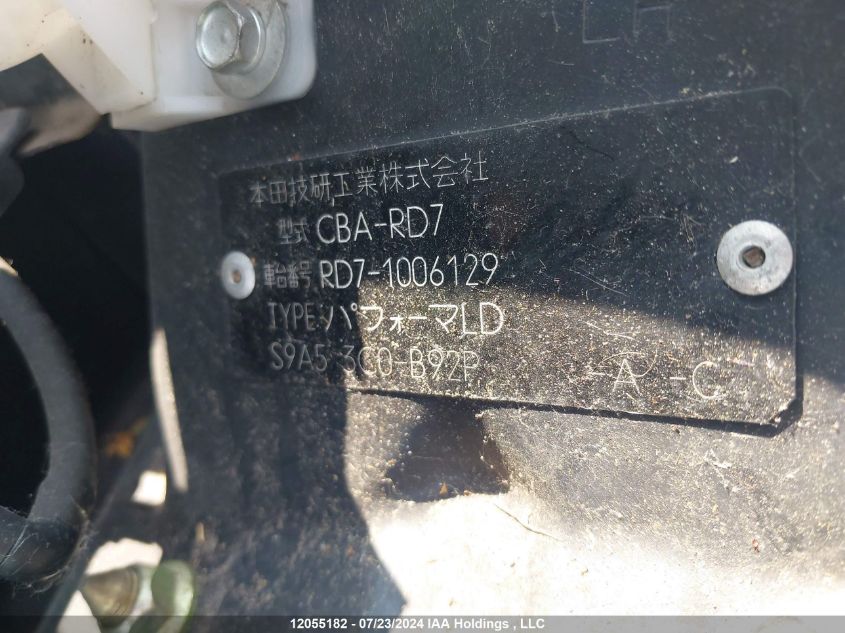 LH
本田技研工業株式会社
型式 CBA-RD7
車台番号 RD7-1006129
TYPE パフォーマLD
S9A5 3C0-B92P -A -C
12055182 - 07/23/2024 IAA Holdings , LLC